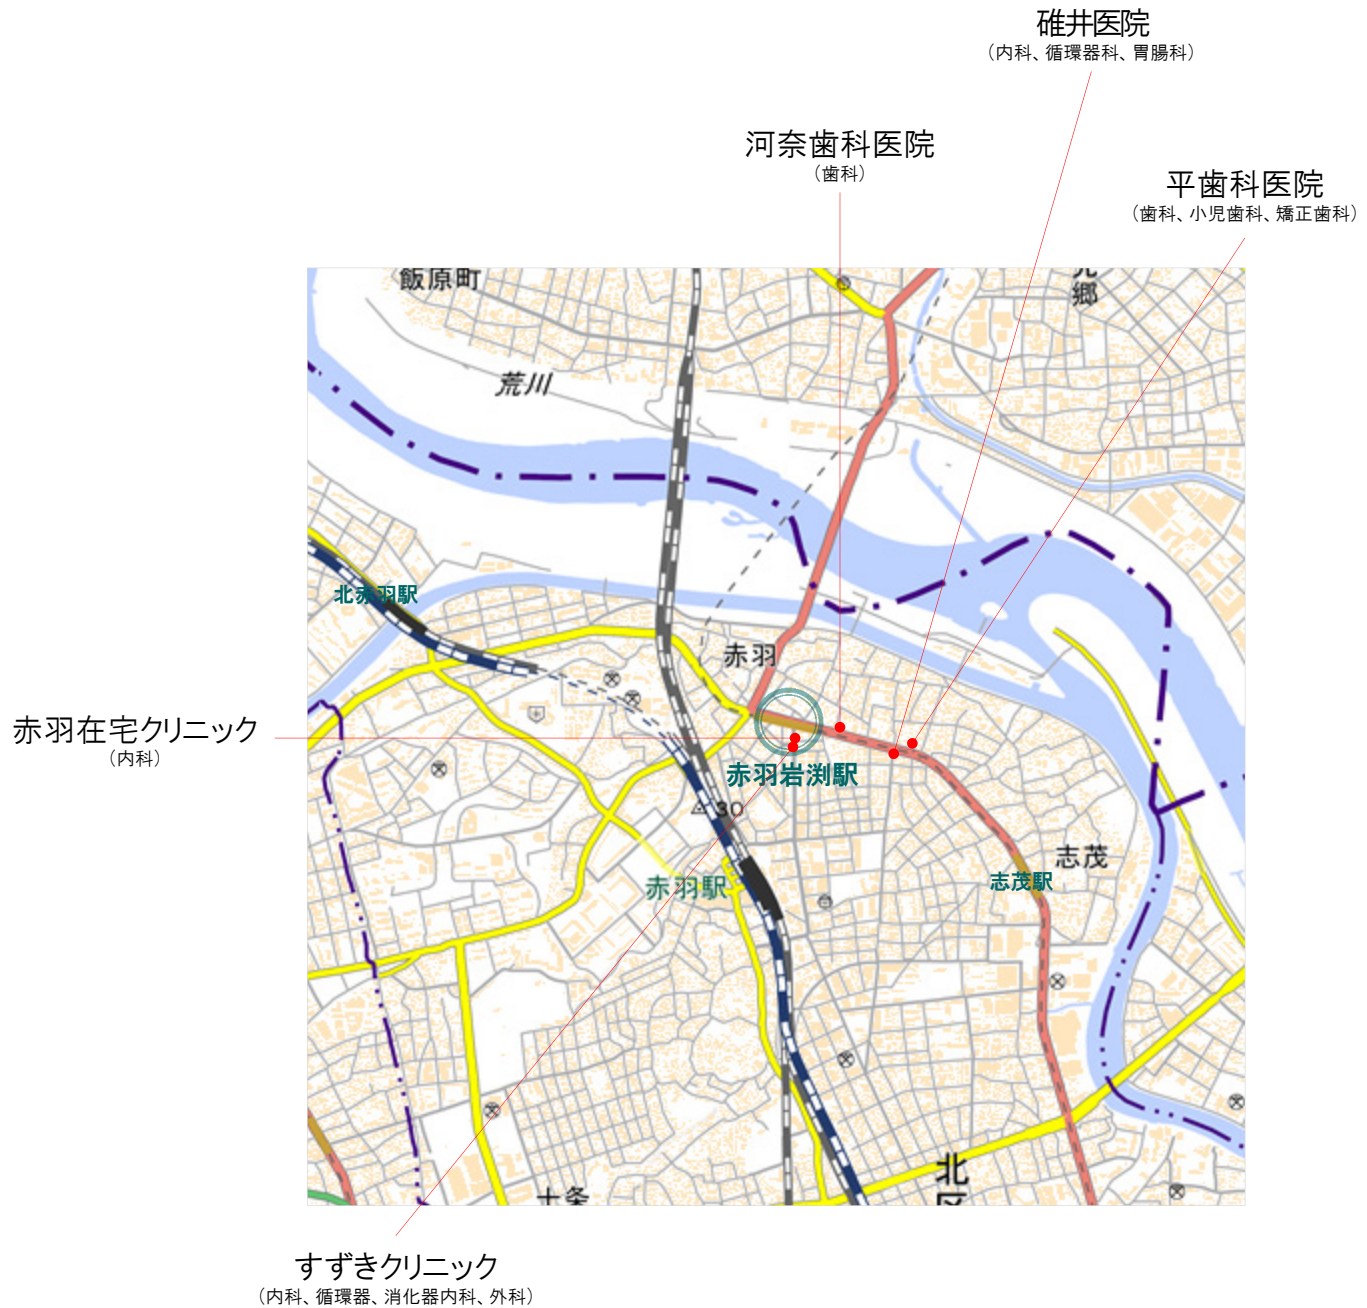 碓井医院
（内科、循環器科、胃腸科）
河奈歯科医院
（歯科）
平歯科医院
（歯科、小児歯科、矯正歯科）
飯原町
元郷
荒川
北赤羽駅
赤羽
赤羽在宅クリニック
（内科）
赤羽岩渕駅
30
志茂
志茂駅
赤羽駅
北区
十条
すずきクリニック
（内科、循環器、消化器内科、外科）